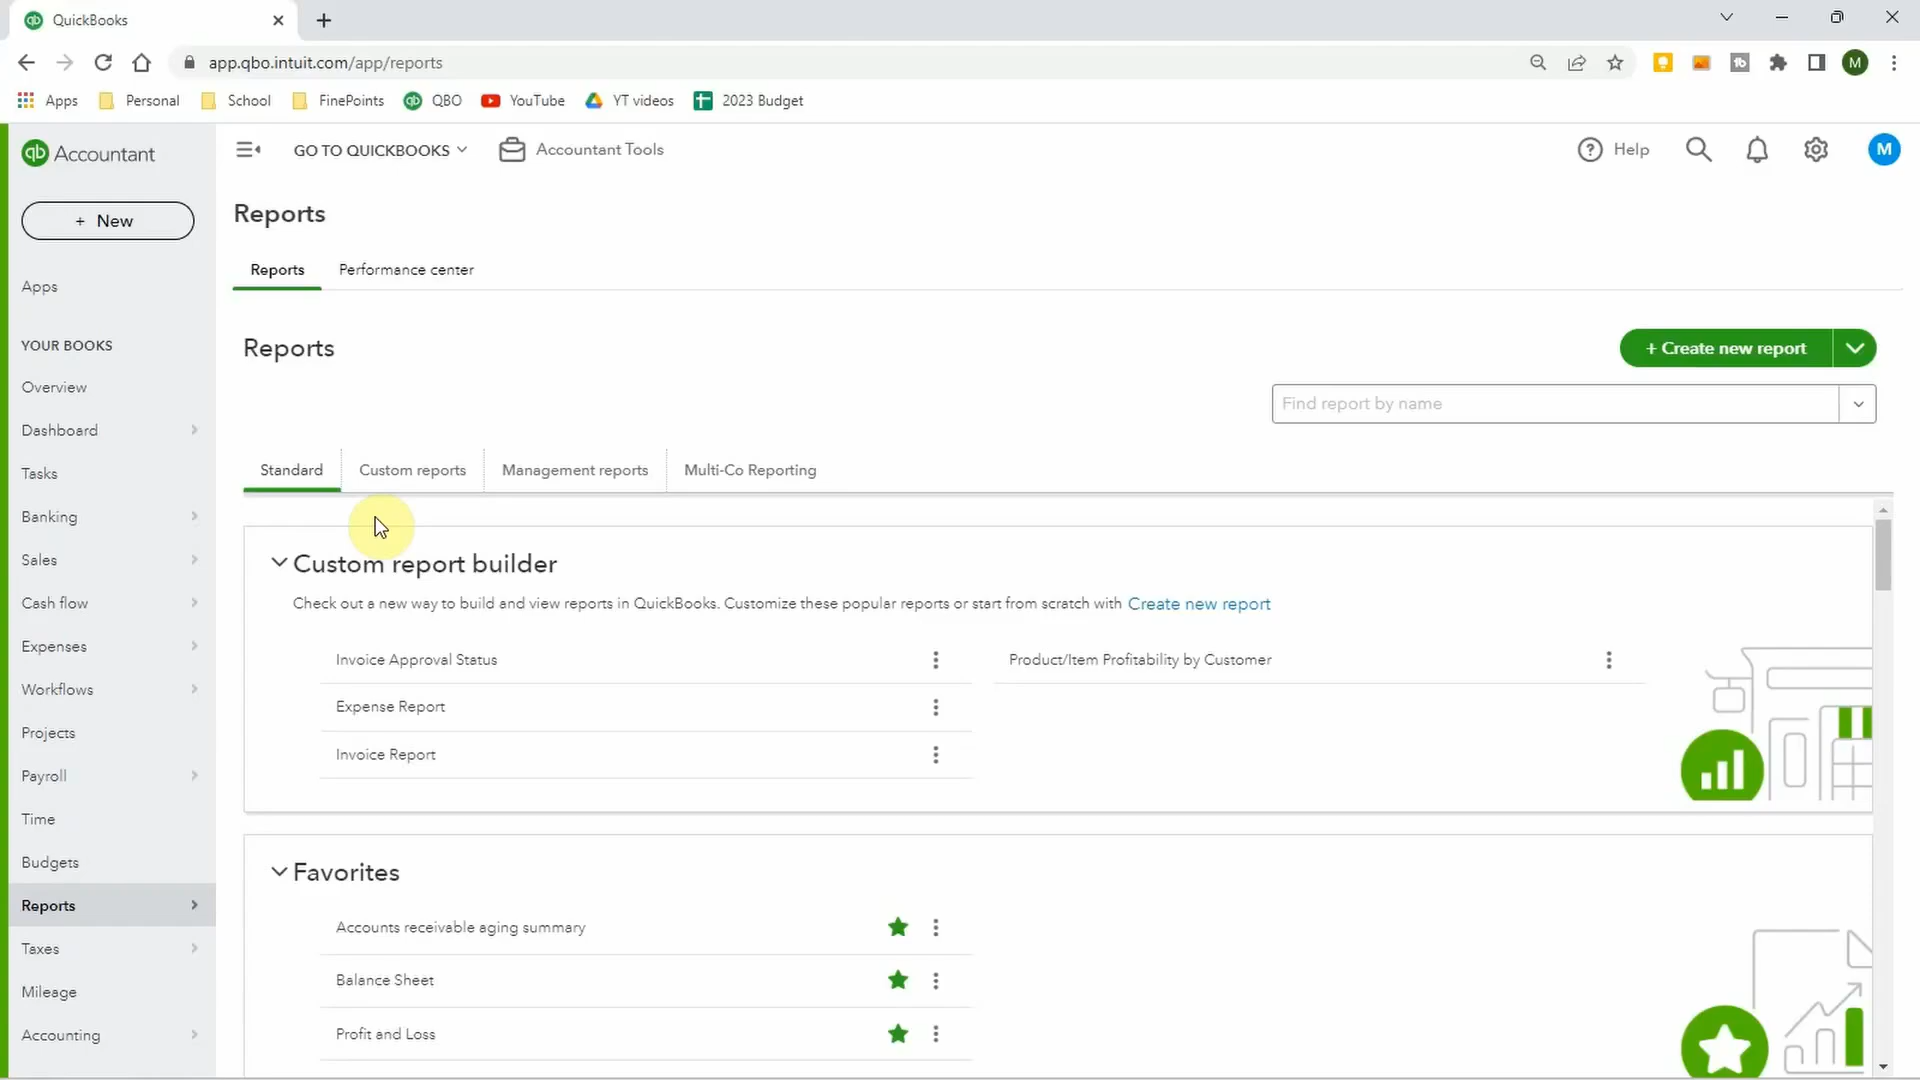 QuickBooks
app.qbo.intuit.com/app/reports
M
Apps Personal School FinePoints QBO YouTube YT videos 2023 Budget
qb Accountant
GO TO QUICKBOOKS Accountant Tools
Help
M
+ New
Apps
YOUR BOOKS
Overview
Dashboard
Tasks
Banking
Sales
Cash flow
Expenses
Workflows
Projects
Payroll
Time
Budgets
Reports
Taxes
Mileage
Accounting
Reports
Reports Performance center
Reports
+ Create new report
Find report by name
Standard Custom reports Management reports Multi-Co Reporting
Custom report builder
Check out a new way to build and view reports in QuickBooks. Customize these popular reports or start from scratch with Create new report
Invoice Approval Status
Product/Item Profitability by Customer
Expense Report
Invoice Report
Favorites
Accounts receivable aging summary
Balance Sheet
Profit and Loss